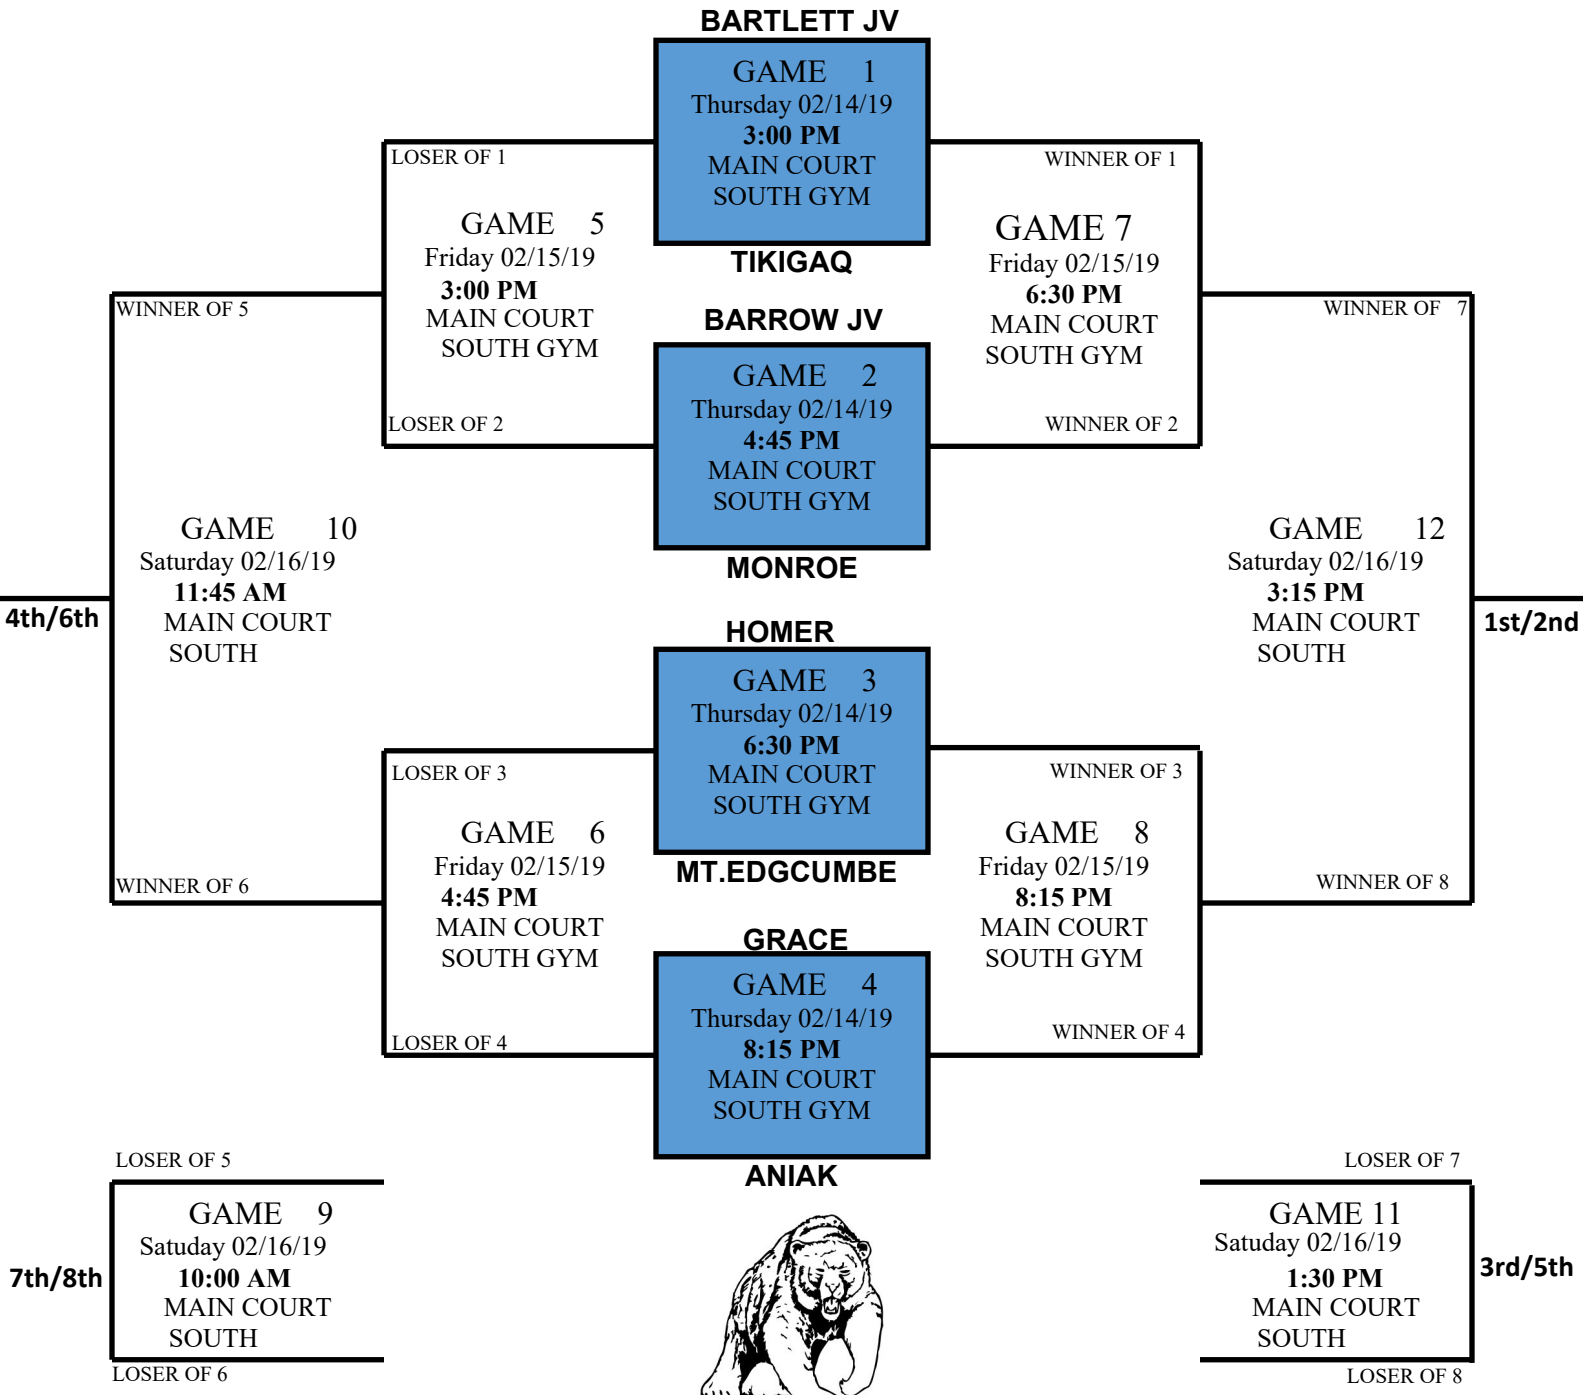 BARTLETT JV
GAME 1
Thursday 02/14/19
3:00 PM
MAIN COURT
SOUTH GYM
TIKIGAQ
LOSER OF 1
GAME 5
Friday 02/15/19
3:00 PM
MAIN COURT
SOUTH GYM
LOSER OF 2
WINNER OF 1
GAME 7
Friday 02/15/19
6:30 PM
MAIN COURT
SOUTH GYM
WINNER OF 2
BARROW JV
GAME 2
Thursday 02/14/19
4:45 PM
MAIN COURT
SOUTH GYM
MONROE
WINNER OF 5
GAME 10
Saturday 02/16/19
11:45 AM
MAIN COURT
SOUTH
4th/6th
WINNER OF 6
WINNER OF 7
GAME 12
Saturday 02/16/19
3:15 PM
MAIN COURT
SOUTH
1st/2nd
WINNER OF 8
HOMER
GAME 3
Thursday 02/14/19
6:30 PM
MAIN COURT
SOUTH GYM
MT.EDGCUMBE
LOSER OF 3
GAME 6
Friday 02/15/19
4:45 PM
MAIN COURT
SOUTH GYM
LOSER OF 4
WINNER OF 3
GAME 8
Friday 02/15/19
8:15 PM
MAIN COURT
SOUTH GYM
WINNER OF 4
GRACE
GAME 4
Thursday 02/14/19
8:15 PM
MAIN COURT
SOUTH GYM
ANIAK
LOSER OF 5
GAME 9
Satuday 02/16/19
10:00 AM
MAIN COURT
SOUTH
7th/8th
LOSER OF 6
LOSER OF 7
GAME 11
Satuday 02/16/19
1:30 PM
MAIN COURT
SOUTH
3rd/5th
LOSER OF 8